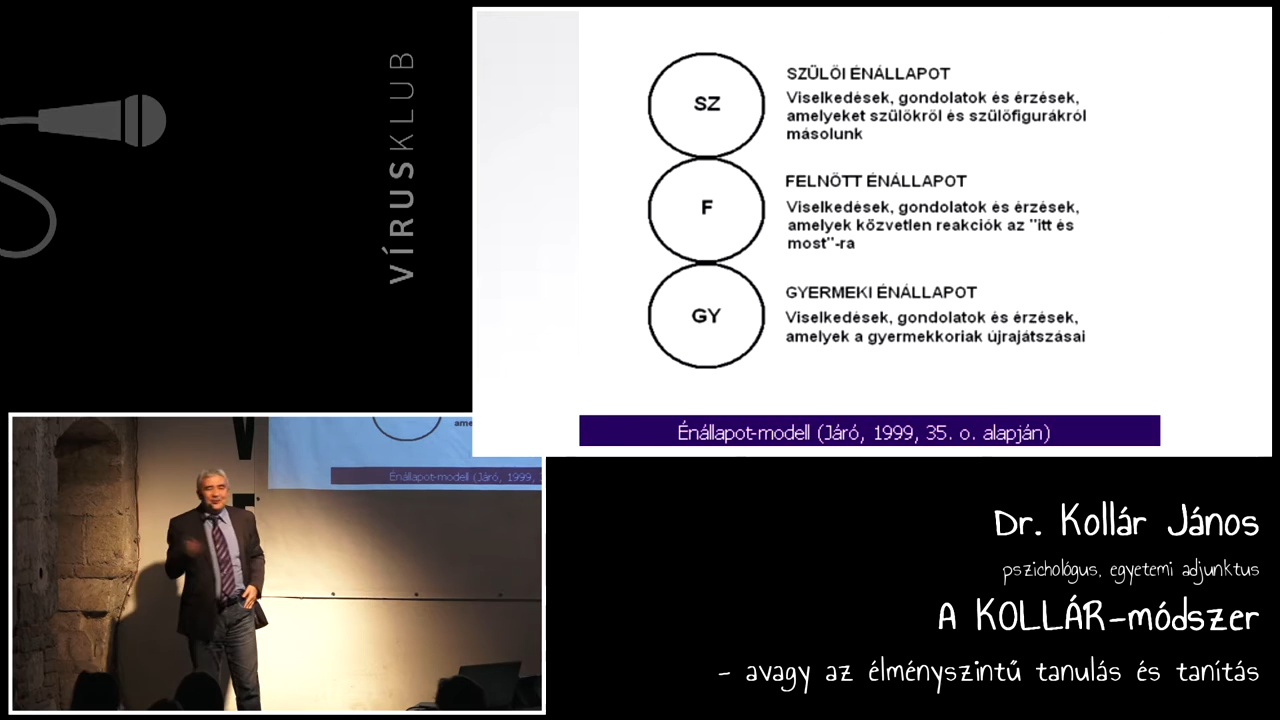 VÍRUSKLUB
SZ
SZÜLŐI ÉNÁLLAPOT
Viselkedések, gondolatok és érzések,
amelyeket szülőkről és szülőfigurákról
másolunk
F
FELNŐTT ÉNÁLLAPOT
Viselkedések, gondolatok és érzések,
amelyek közvetlen reakciók az "itt és
most"-ra
GY
GYERMEKI ÉNÁLLAPOT
Viselkedések, gondolatok és érzések,
amelyek a gyermekkoriak újrajátszásai
Énállapot-modell (Járó, 1999, 35. o. alapján)
ame
Énállapot-modell (Járó, 1999, 3
Dr. Kollár János
pszichológus, egyetemi adjunktus
A KOLLÁR-módszer
- avagy az élményszintű tanulás és tanítás